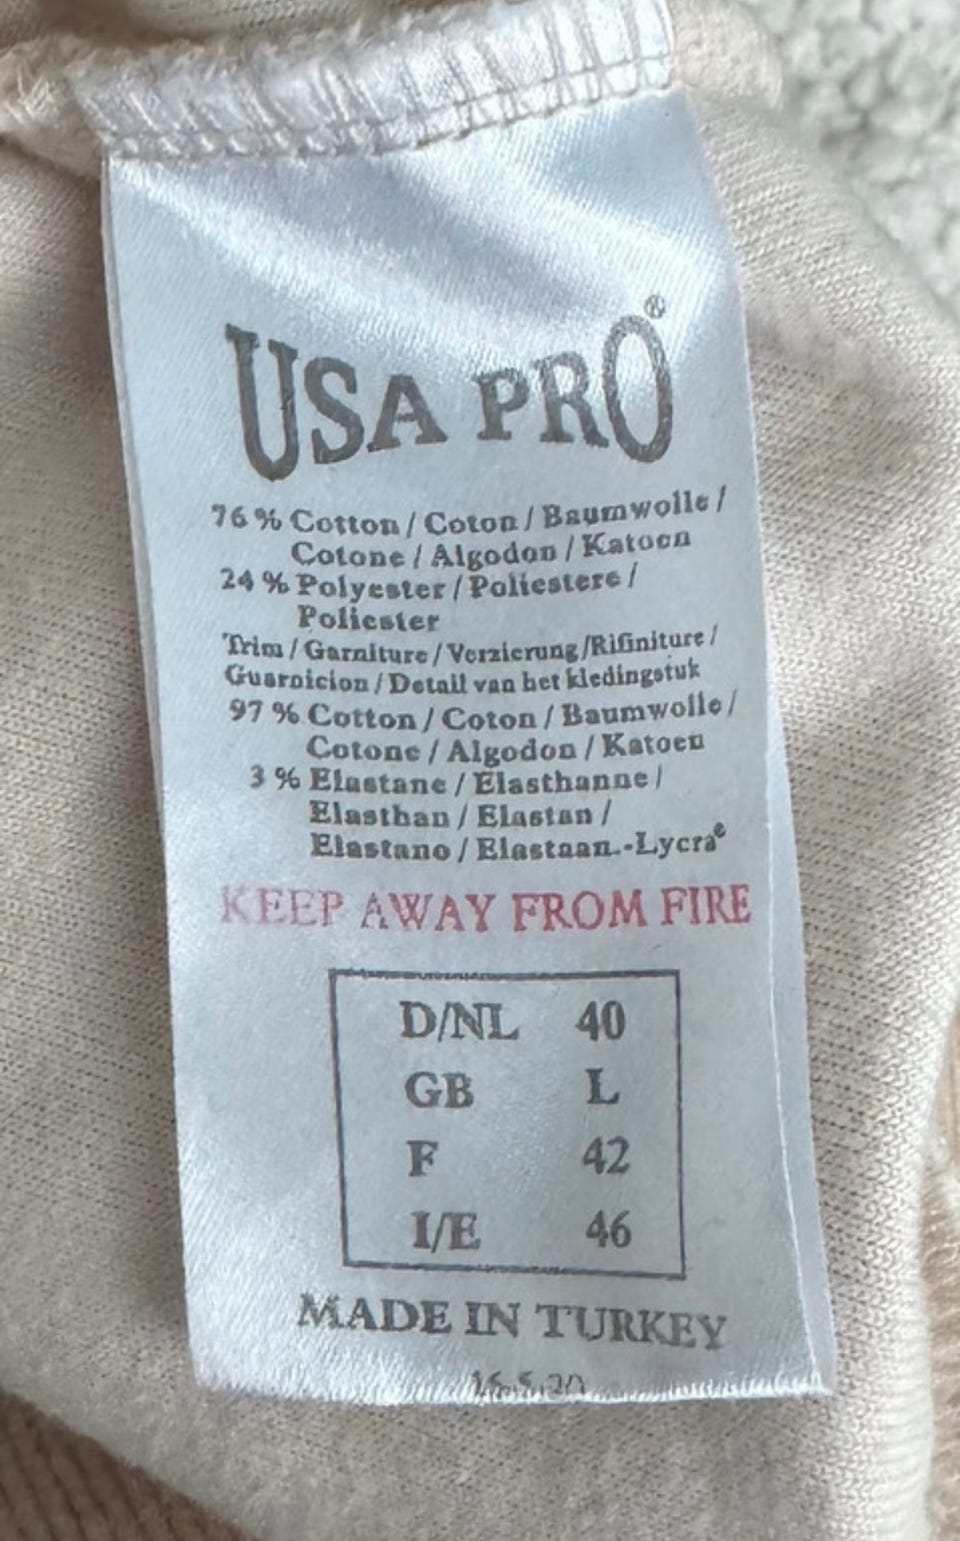 USA PRO®
76 % Cotton / Coton / Baumwolle /
Cotone / Algodon / Katoen
24 % Polyester / Poliestere /
Poliester
Trim / Garniture / Verzierung /Rifiniture /
Guarnicion / Detail van het kledingstuk
97 % Cotton / Coton / Baumwolle /
Cotone / Algodon / Katoen
3 % Elastane / Elasthanne /
Elasthan / Elastan /
Elastano / Elastaan.-Lycra®
KEEP AWAY FROM FIRE
D/NL 40
GB L
F 42
I/E 46
MADE IN TURKEY